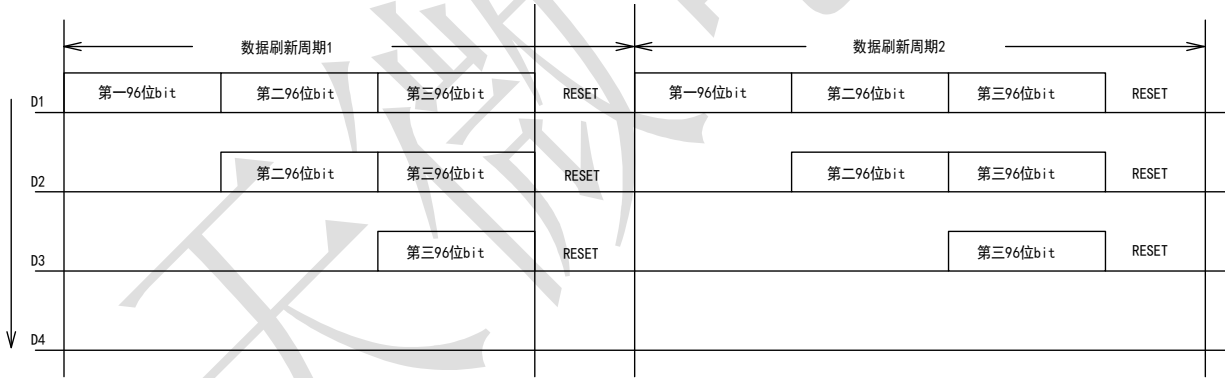 数据刷新周期1 数据刷新周期2
D1 第一96位bit 第二96位bit 第三96位bit RESET 第一96位bit 第二96位bit 第三96位bit RESET
D2 第二96位bit 第三96位bit RESET 第二96位bit 第三96位bit RESET
D3 第三96位bit RESET 第三96位bit RESET
D4